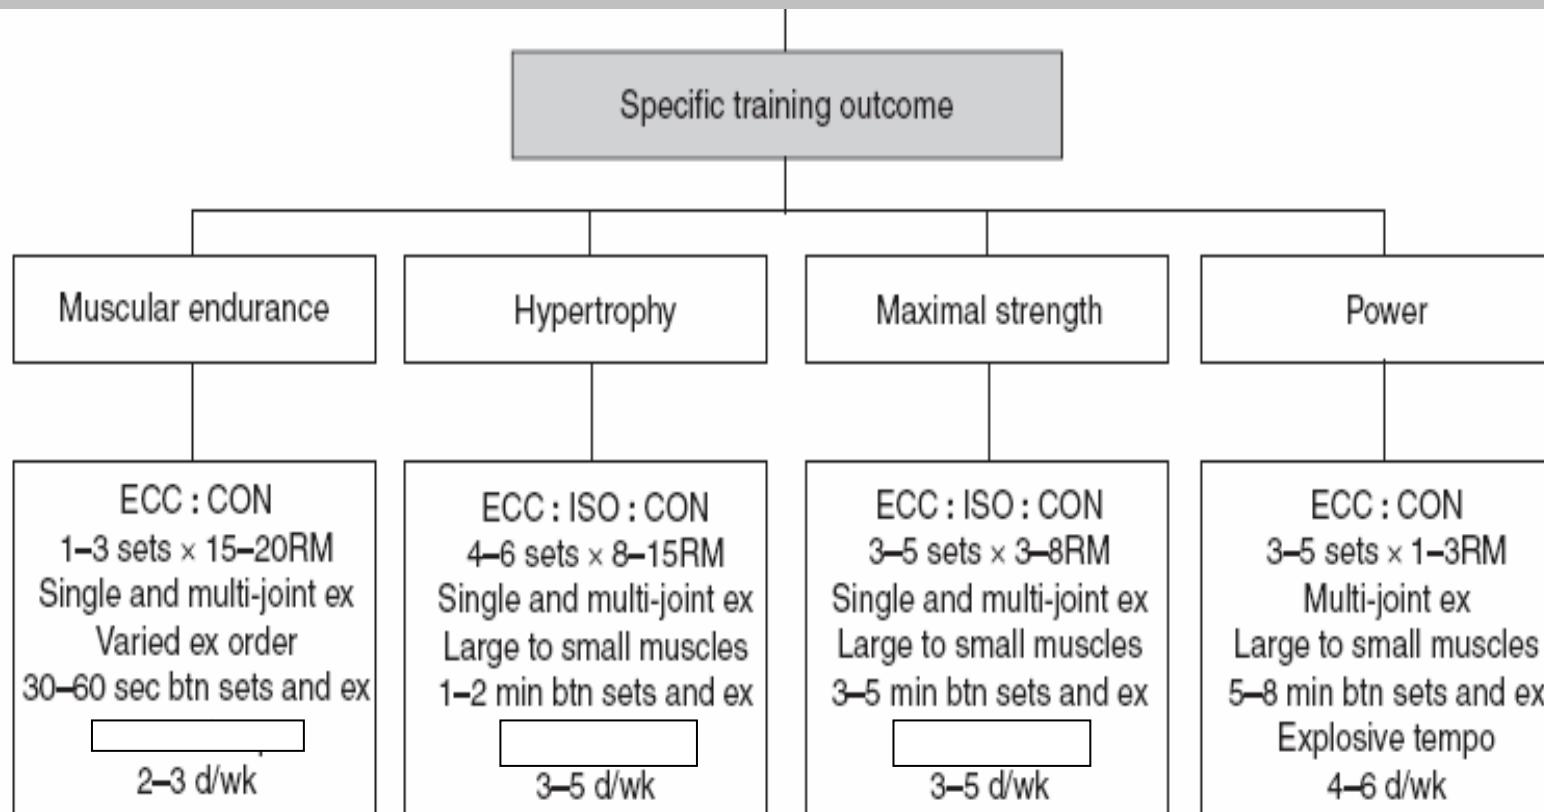 Specific training outcome
Muscular endurance
ECC : CON
1–3 sets × 15–20RM
Single and multi-joint ex
Varied ex order
30–60 sec btn sets and ex
2–3 d/wk
Hypertrophy
ECC : ISO : CON
4–6 sets × 8–15RM
Single and multi-joint ex
Large to small muscles
1–2 min btn sets and ex
3–5 d/wk
Maximal strength
ECC : ISO : CON
3–5 sets × 3–8RM
Single and multi-joint ex
Large to small muscles
3–5 min btn sets and ex
3–5 d/wk
Power
ECC : CON
3–5 sets × 1–3RM
Multi-joint ex
Large to small muscles
5–8 min btn sets and ex
Explosive tempo
4–6 d/wk